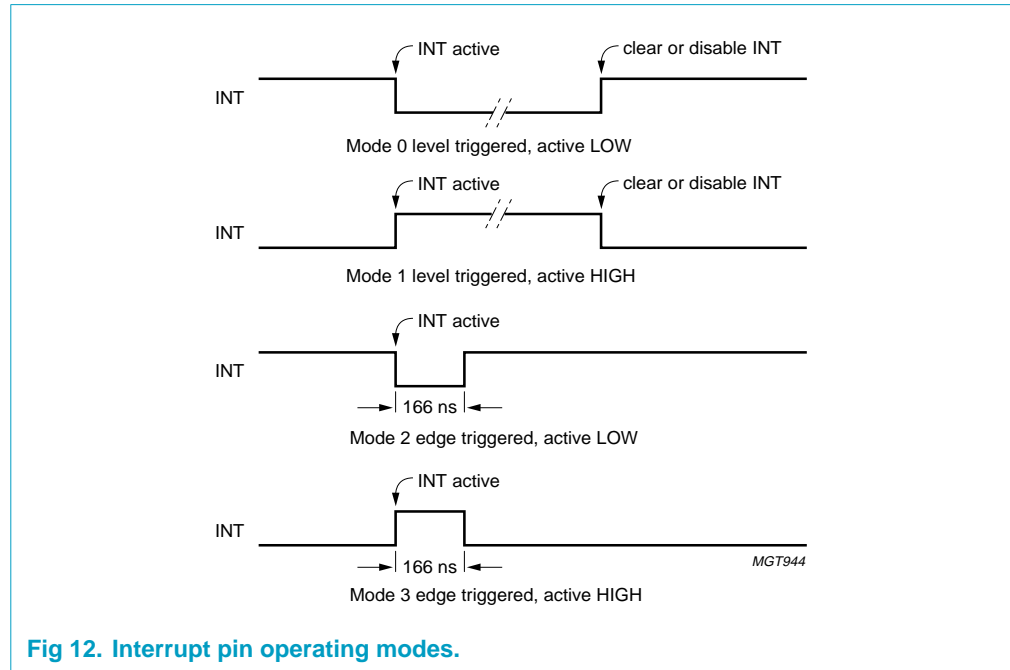 INT active
clear or disable INT
INT
Mode 0 level triggered, active LOW
INT active
clear or disable INT
INT
Mode 1 level triggered, active HIGH
INT active
INT
166 ns
Mode 2 edge triggered, active LOW
INT active
INT
166 ns
MGT944
Mode 3 edge triggered, active HIGH
Fig 12. Interrupt pin operating modes.